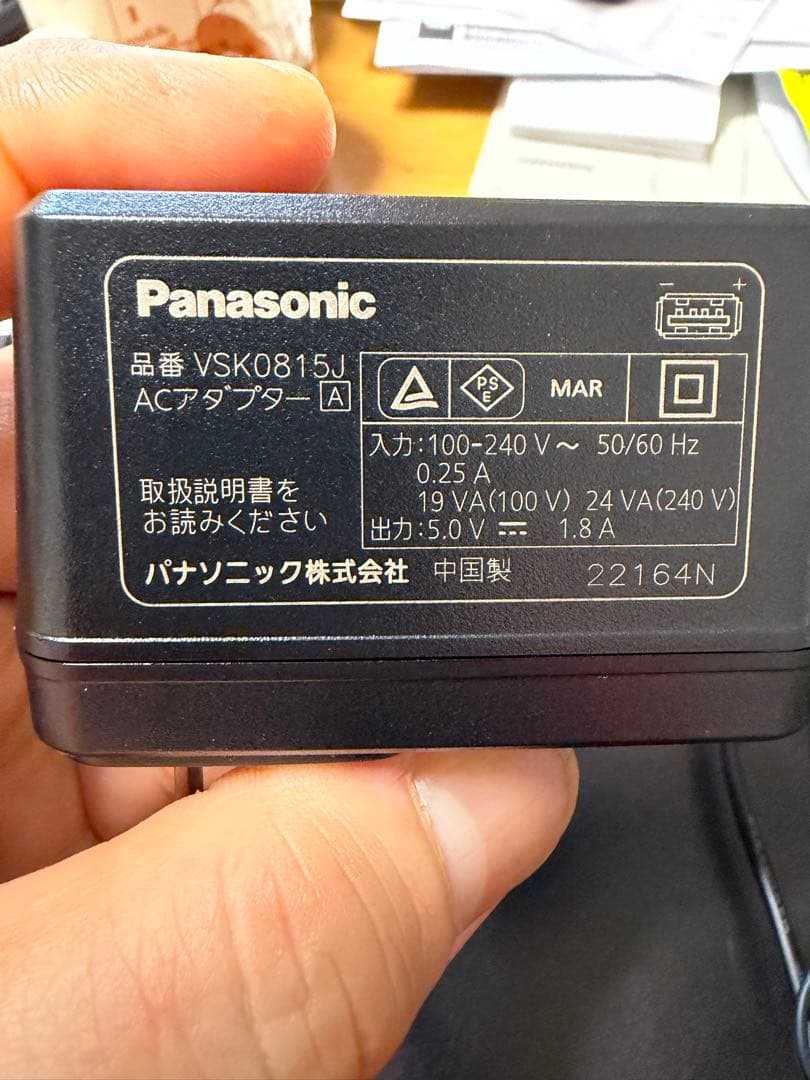 Panasonic
− +
品番 VSK0815J
ACアダプター A
PS
E
MAR
入力:100-240 V～ 50/60 Hz
0.25 A
19 VA(100 V) 24 VA(240 V)
出力:5.0 V ⎓ 1.8 A
取扱説明書を
お読みください
パナソニック株式会社 中国製 22164N